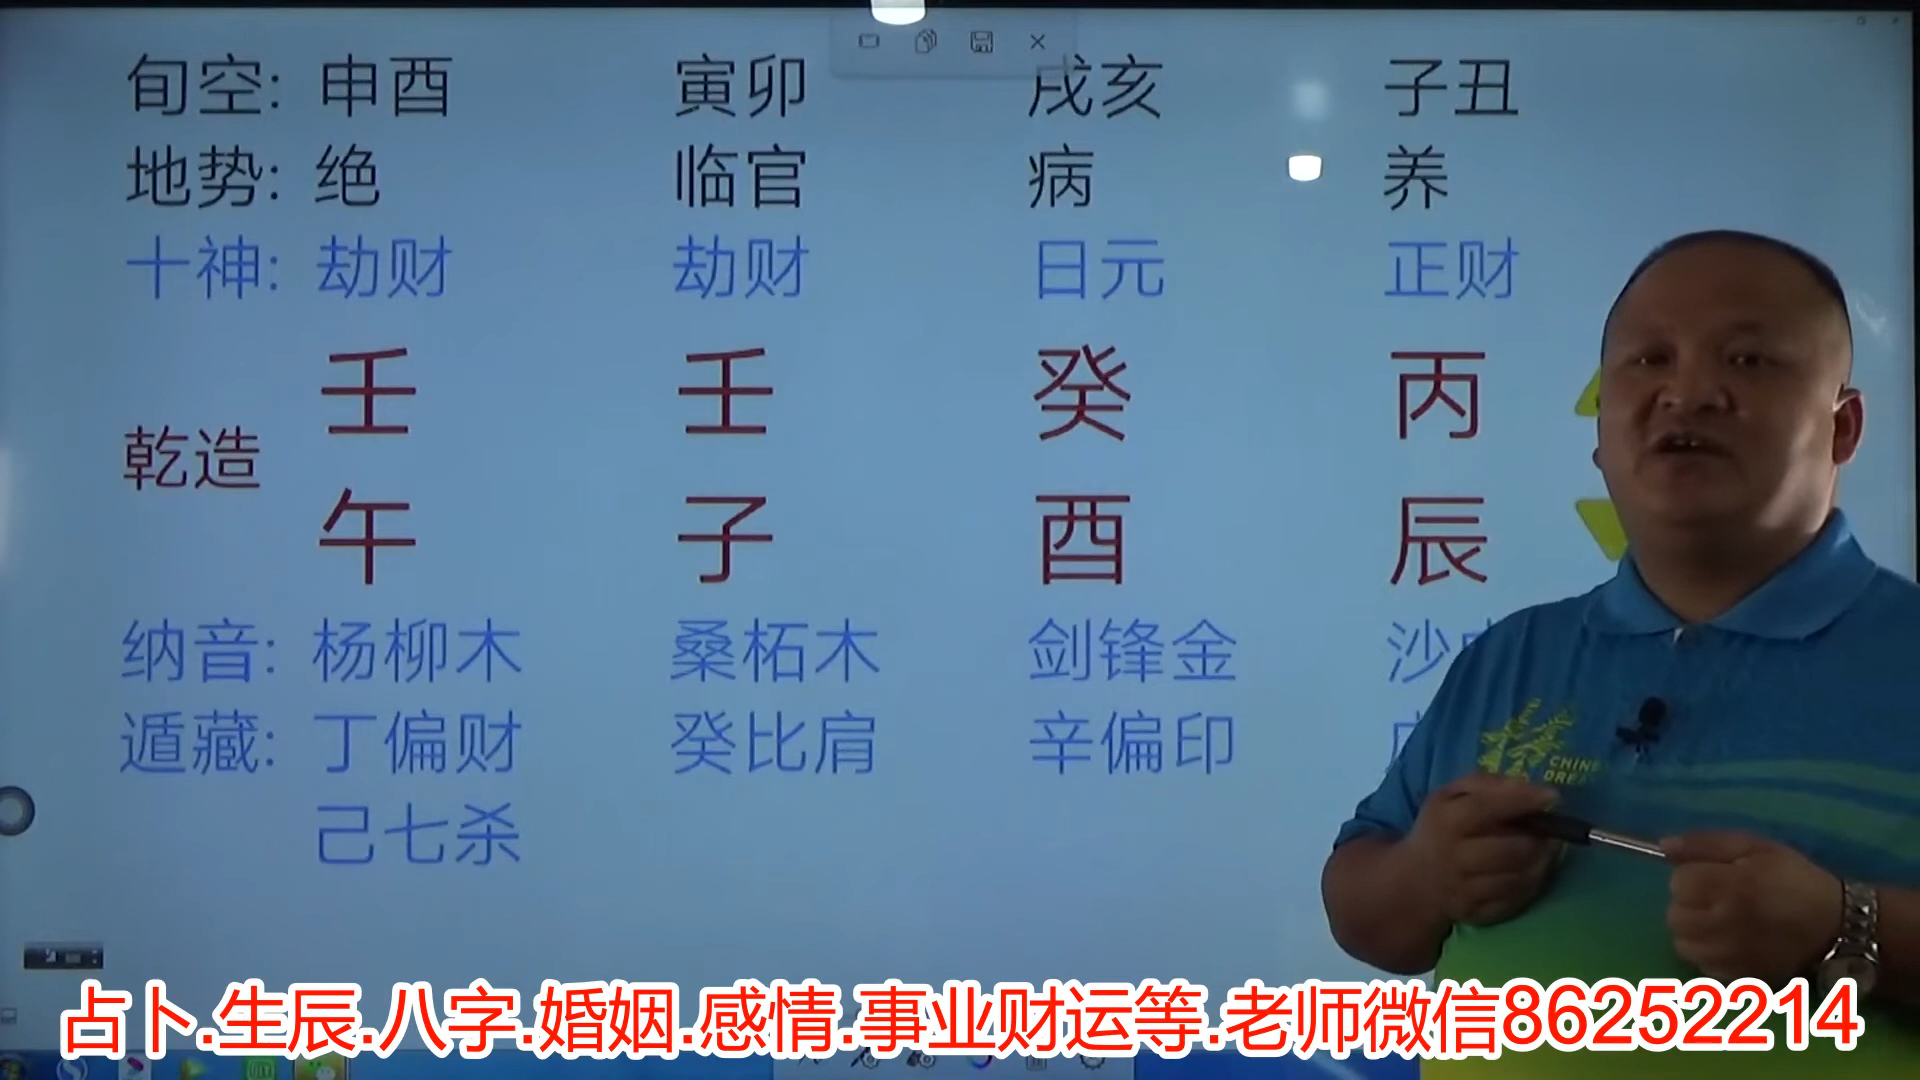 旬空: 申酉 寅卯 戌亥 子丑
地势: 绝 临官 病 养
十神: 劫财 劫财 日元 正财
壬 壬 癸 丙
乾造
午 子 酉 辰
纳音: 杨柳木 桑柘木 剑锋金 沙
遁藏: 丁偏财 癸比肩 辛偏印
己七杀
CHINE
DREA
占卜.生辰.八字.婚姻.感情.事业财运等.老师微信86252214